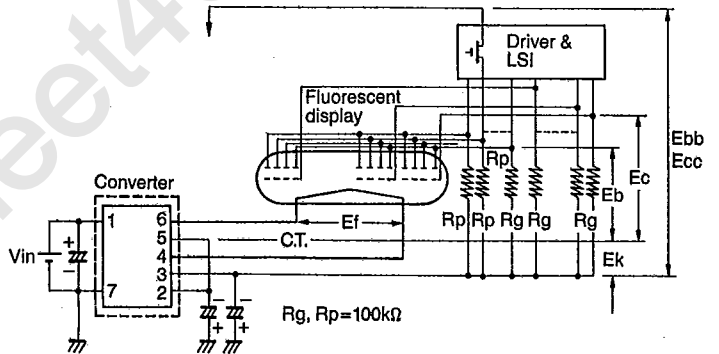 Driver &
LSI
Fluorescent
display
Ebb
Ecc
Ec
Eb
Rp
Converter
Rp Rp Rg Rg Rg
1 6
Ef
5
C.T.
4
Vin
+
-
3
Ek
7 2
- -
+ +
Rg, Rp=100kΩ
eet4